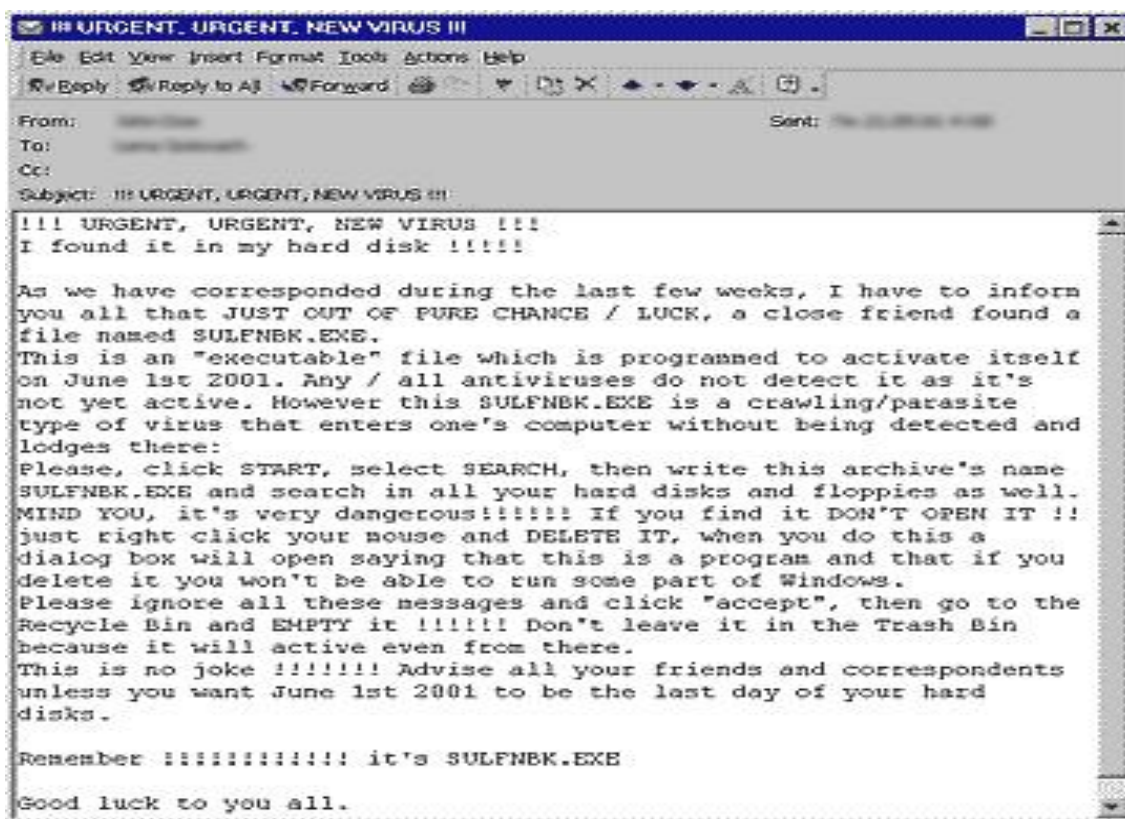 !!! URGENT, URGENT, NEW VIRUS !!!
File Edit View Insert Format Tools Actions Help
Reply Reply to All Forward
From: Sent:
To:
Cc:
Subject: !!! URGENT, URGENT, NEW VIRUS !!!
!!! URGENT, URGENT, NEW VIRUS !!!
I found it in my hard disk !!!!!
As we have corresponded during the last few weeks, I have to inform
you all that JUST OUT OF PURE CHANCE / LUCK, a close friend found a
file named SULFNBK.EXE.
This is an "executable" file which is programmed to activate itself
on June 1st 2001. Any / all antiviruses do not detect it as it's
not yet active. However this SULFNBK.EXE is a crawling/parasite
type of virus that enters one's computer without being detected and
lodges there:
Please, click START, select SEARCH, then write this archive's name
SULFNBK.EXE and search in all your hard disks and floppies as well.
MIND YOU, it's very dangerous!!!!!! If you find it DON'T OPEN IT !!
just right click your mouse and DELETE IT, when you do this a
dialog box will open saying that this is a program and that if you
delete it you won't be able to run some part of Windows.
Please ignore all these messages and click "accept", then go to the
Recycle Bin and EMPTY it !!!!!! Don't leave it in the Trash Bin
because it will active even from there.
This is no joke !!!!!!! Advise all your friends and correspondents
unless you want June 1st 2001 to be the last day of your hard
disks.
Remember !!!!!!!!!!!! it's SULFNBK.EXE
Good luck to you all.